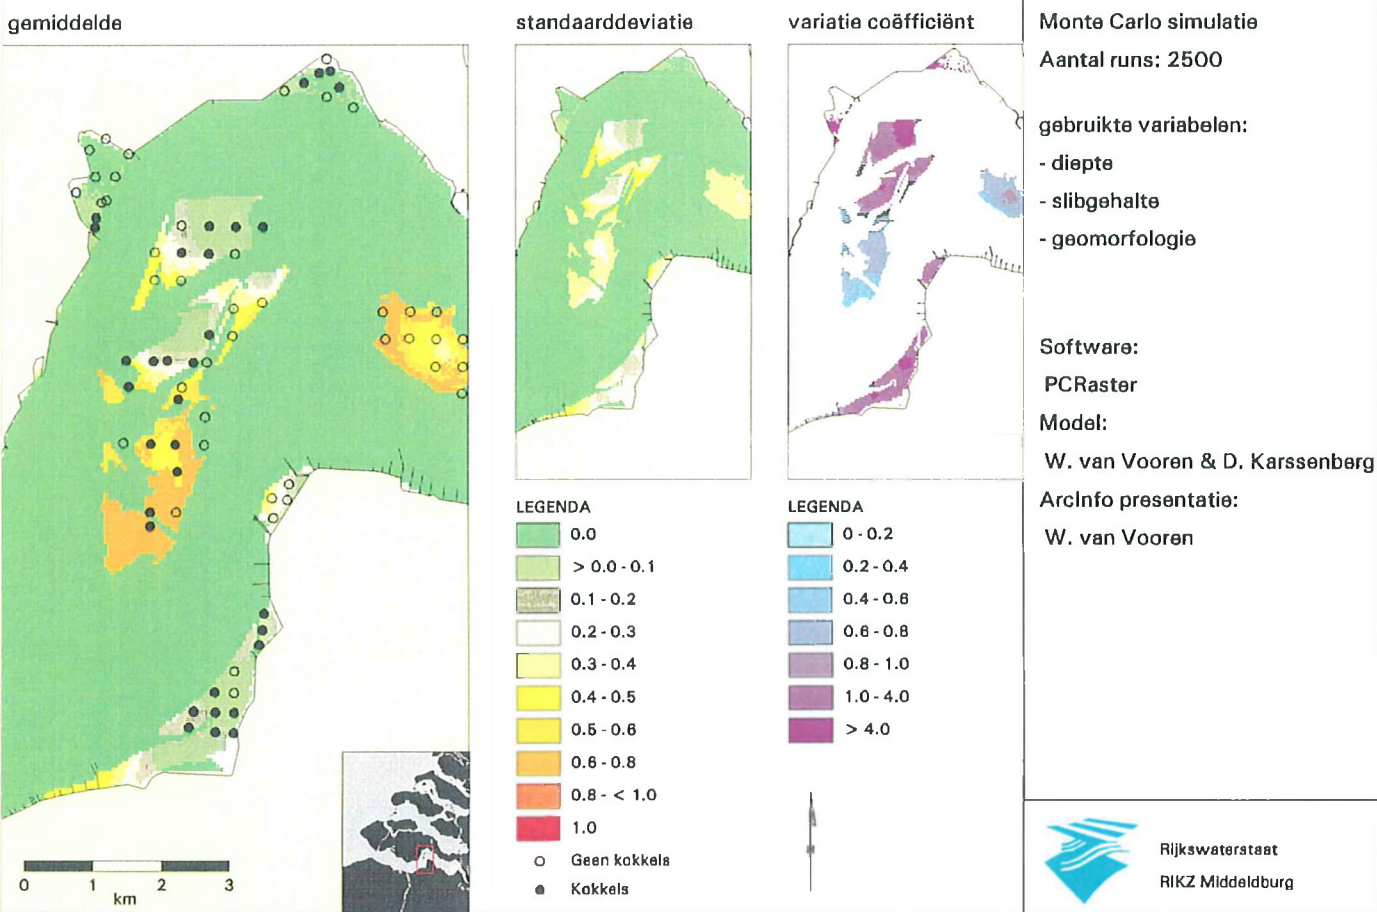 gemiddelde
standaarddeviatie
variatie coëfficiënt
Monte Carlo simulatie
Aantal runs: 2500
gebruikte variabelen:
- diepte
- slibgehalte
- geomorfologie
Software:
PCRaster
Model:
W. van Vooren & D. Karssenberg
ArcInfo presentatie:
W. van Vooren
LEGENDA
0.0
> 0.0 - 0.1
0.1 - 0.2
0.2 - 0.3
0.3 - 0.4
0.4 - 0.5
0.5 - 0.6
0.6 - 0.8
0.8 - < 1.0
1.0
Geen kokkels
Kokkels
LEGENDA
0 - 0.2
0.2 - 0.4
0.4 - 0.6
0.6 - 0.8
0.8 - 1.0
1.0 - 4.0
> 4.0
0 1 2 3
km
Rijkswaterstaat
RIKZ Middelburg